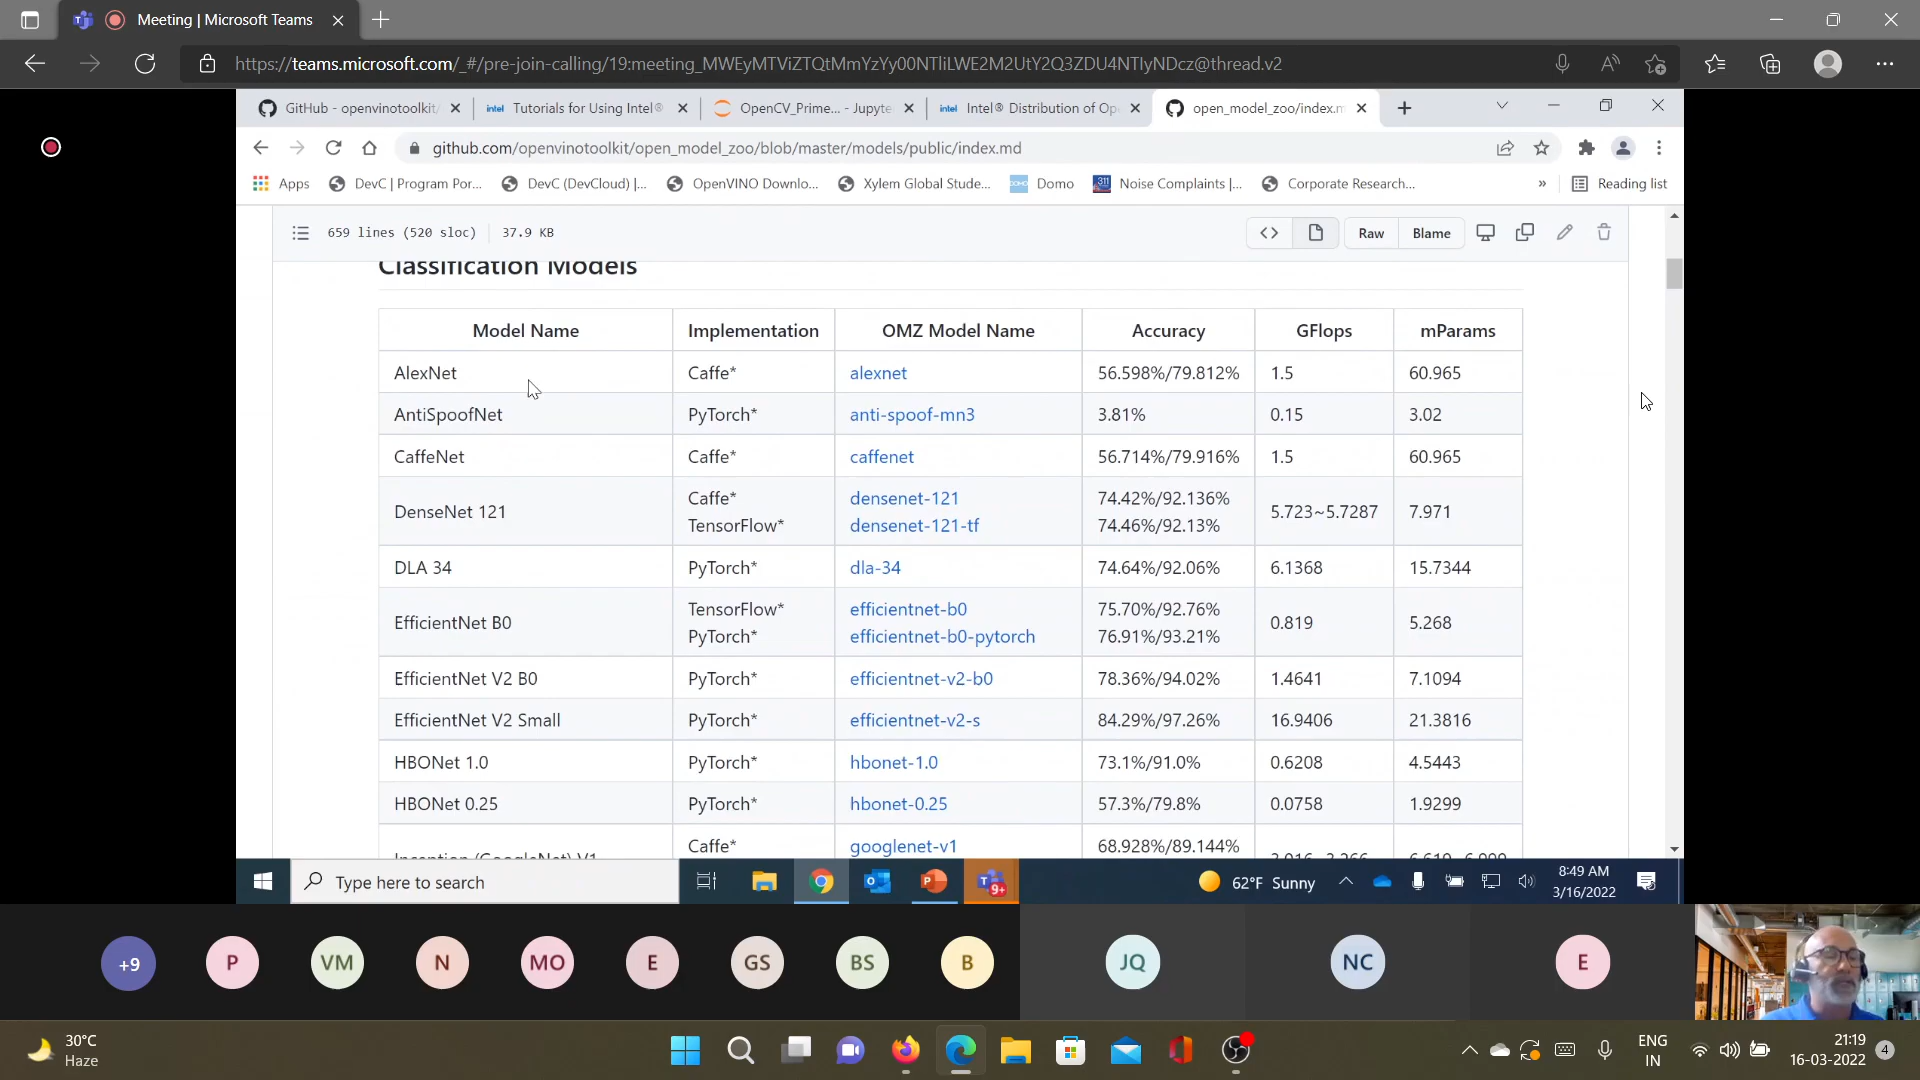 Meeting | Microsoft Teams
https://teams.microsoft.com/_#/pre-join-calling/19:meeting_MWEyMTViZTQtMmYzYy00NTliLWE2M2UtY2Q3ZDU4NTIyNDcz@thread.v2
GitHub - openvinotoolkit/
intel Tutorials for Using Intel®
OpenCV_Prime... - Jupyte
intel Intel® Distribution of Op
open_model_zoo/index.m
github.com/openvinotoolkit/open_model_zoo/blob/master/models/public/index.md
Apps DevC | Program Por... DevC (DevCloud) |... OpenVINO Downlo... Xylem Global Stude... Domo Noise Complaints |... Corporate Research... » Reading list
659 lines (520 sloc) 37.9 KB Raw Blame
Classification Models
Model Name Implementation OMZ Model Name Accuracy GFlops mParams
AlexNet Caffe* alexnet 56.598%/79.812% 1.5 60.965
AntiSpoofNet PyTorch* anti-spoof-mn3 3.81% 0.15 3.02
CaffeNet Caffe* caffenet 56.714%/79.916% 1.5 60.965
DenseNet 121 Caffe* densenet-121 74.42%/92.136% 5.723~5.7287 7.971
TensorFlow* densenet-121-tf 74.46%/92.13%
DLA 34 PyTorch* dla-34 74.64%/92.06% 6.1368 15.7344
EfficientNet B0 TensorFlow* efficientnet-b0 75.70%/92.76% 0.819 5.268
PyTorch* efficientnet-b0-pytorch 76.91%/93.21%
EfficientNet V2 B0 PyTorch* efficientnet-v2-b0 78.36%/94.02% 1.4641 7.1094
EfficientNet V2 Small PyTorch* efficientnet-v2-s 84.29%/97.26% 16.9406 21.3816
HBONet 1.0 PyTorch* hbonet-1.0 73.1%/91.0% 0.6208 4.5443
HBONet 0.25 PyTorch* hbonet-0.25 57.3%/79.8% 0.0758 1.9299
Caffe* googlenet-v1 68.928%/89.144%
Inception (GoogleNet) V1
Type here to search
9+
62°F Sunny
8:49 AM
3/16/2022
+9 P VM N MO E GS BS B JQ NC E
30°C
Haze
ENG
IN
21:19
16-03-2022
4